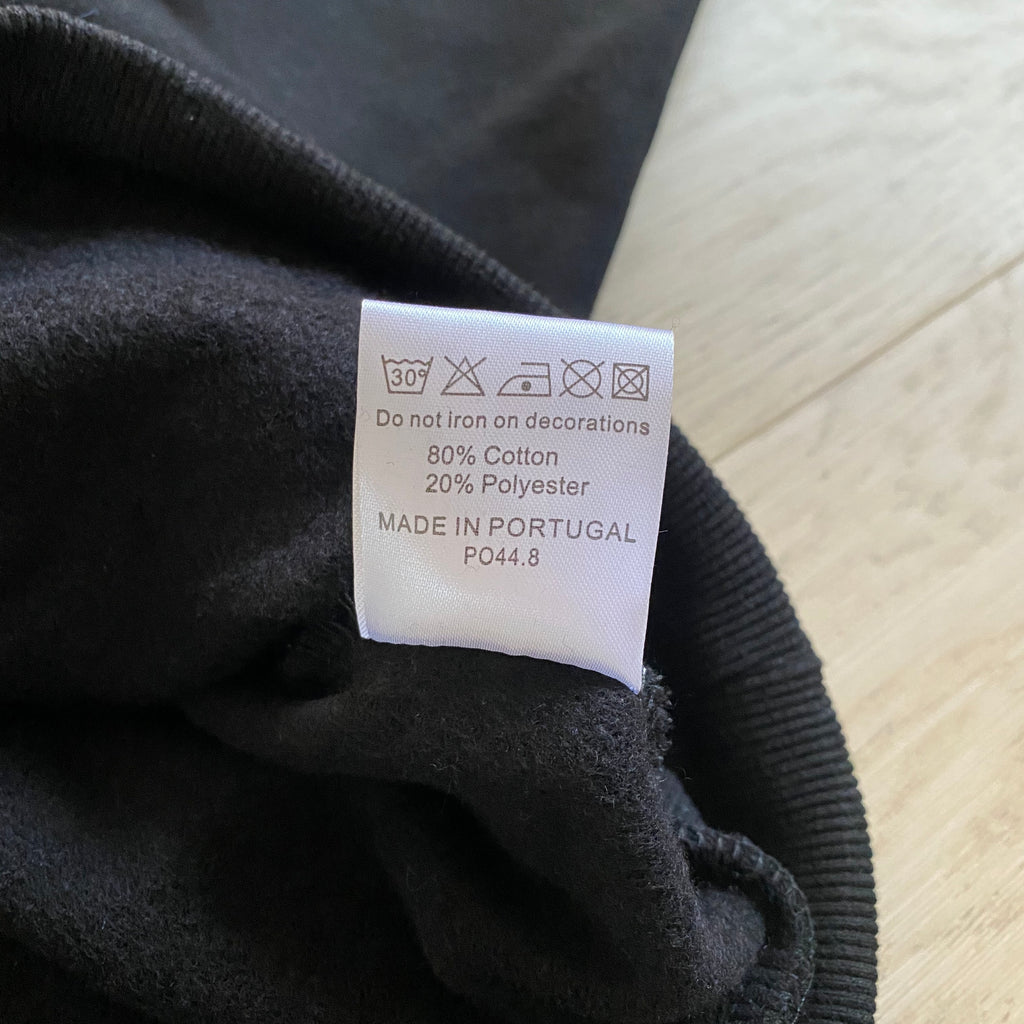 30°
Do not iron on decorations
80% Cotton
20% Polyester
MADE IN PORTUGAL
PO44.8